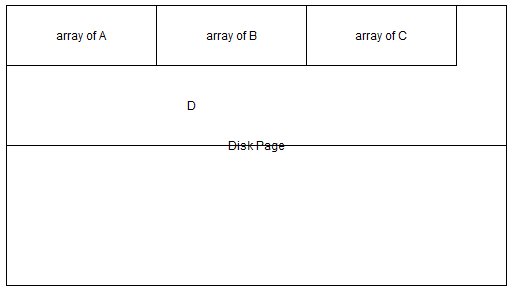 array of A
array of B
array of C
D
Disk Page